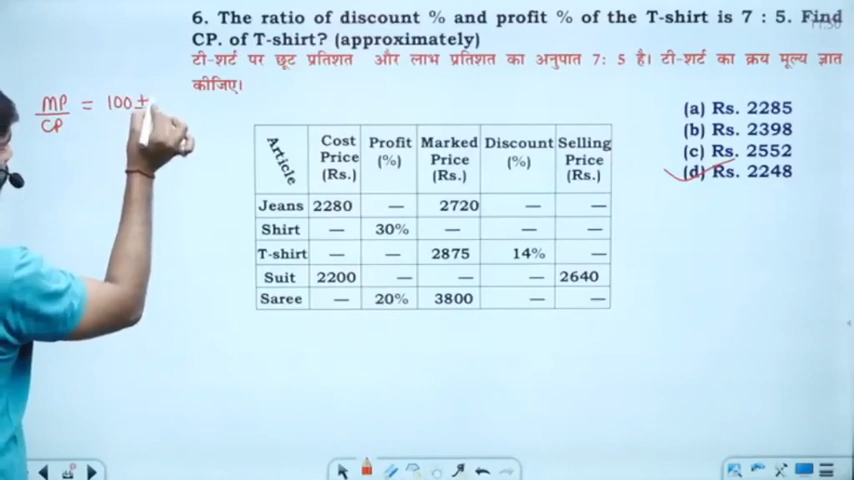 6. The ratio of discount % and profit % of the T-shirt is 7 : 5. Find
CP. of T-shirt? (approximately)
टी-शर्ट पर छूट प्रतिशत और लाभ प्रतिशत का अनुपात 7: 5 है। टी-शर्ट का क्रय मूल्य ज्ञात
कीजिए।
MP/CP = 100±
(a) Rs. 2285
(b) Rs. 2398
(c) Rs. 2552
(d) Rs. 2248
Article Cost Price (Rs.) Profit (%) Marked Price (Rs.) Discount (%) Selling Price (Rs.)
Jeans 2280 — 2720 — —
Shirt — 30% — — —
T-shirt — — 2875 14% —
Suit 2200 — — — 2640
Saree — 20% 3800 — —